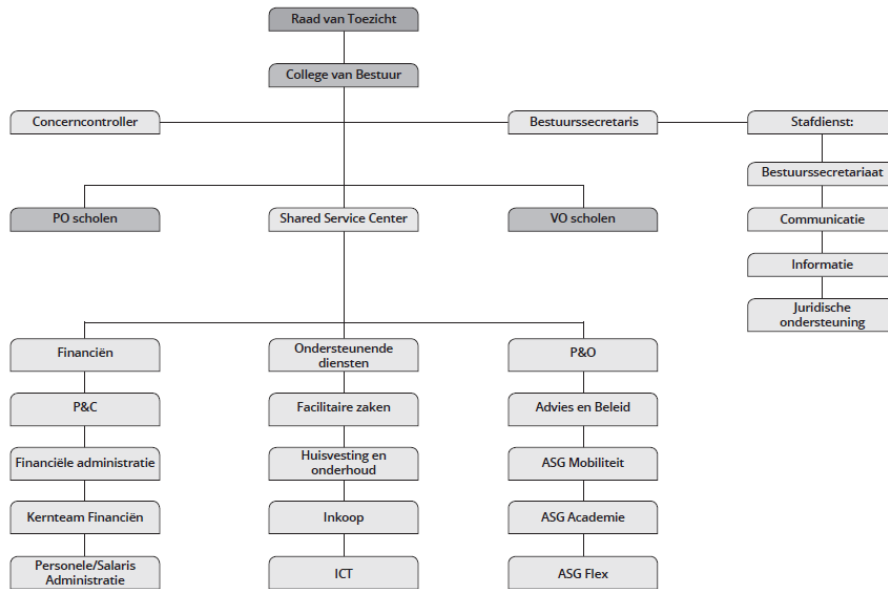 Raad van Toezicht
College van Bestuur
Concerncontroller
Bestuurssecretaris
Stafdienst:
Bestuurssecretariaat
PO scholen
Shared Service Center
VO scholen
Communicatie
Informatie
Juridische
ondersteuning
Financiën
Ondersteunende
diensten
P&O
P&C
Facilitaire zaken
Advies en Beleid
Financiële administratie
Huisvesting en
onderhoud
ASG Mobiliteit
Kernteam Financiën
Inkoop
ASG Academie
Personele/Salaris
Administratie
ICT
ASG Flex